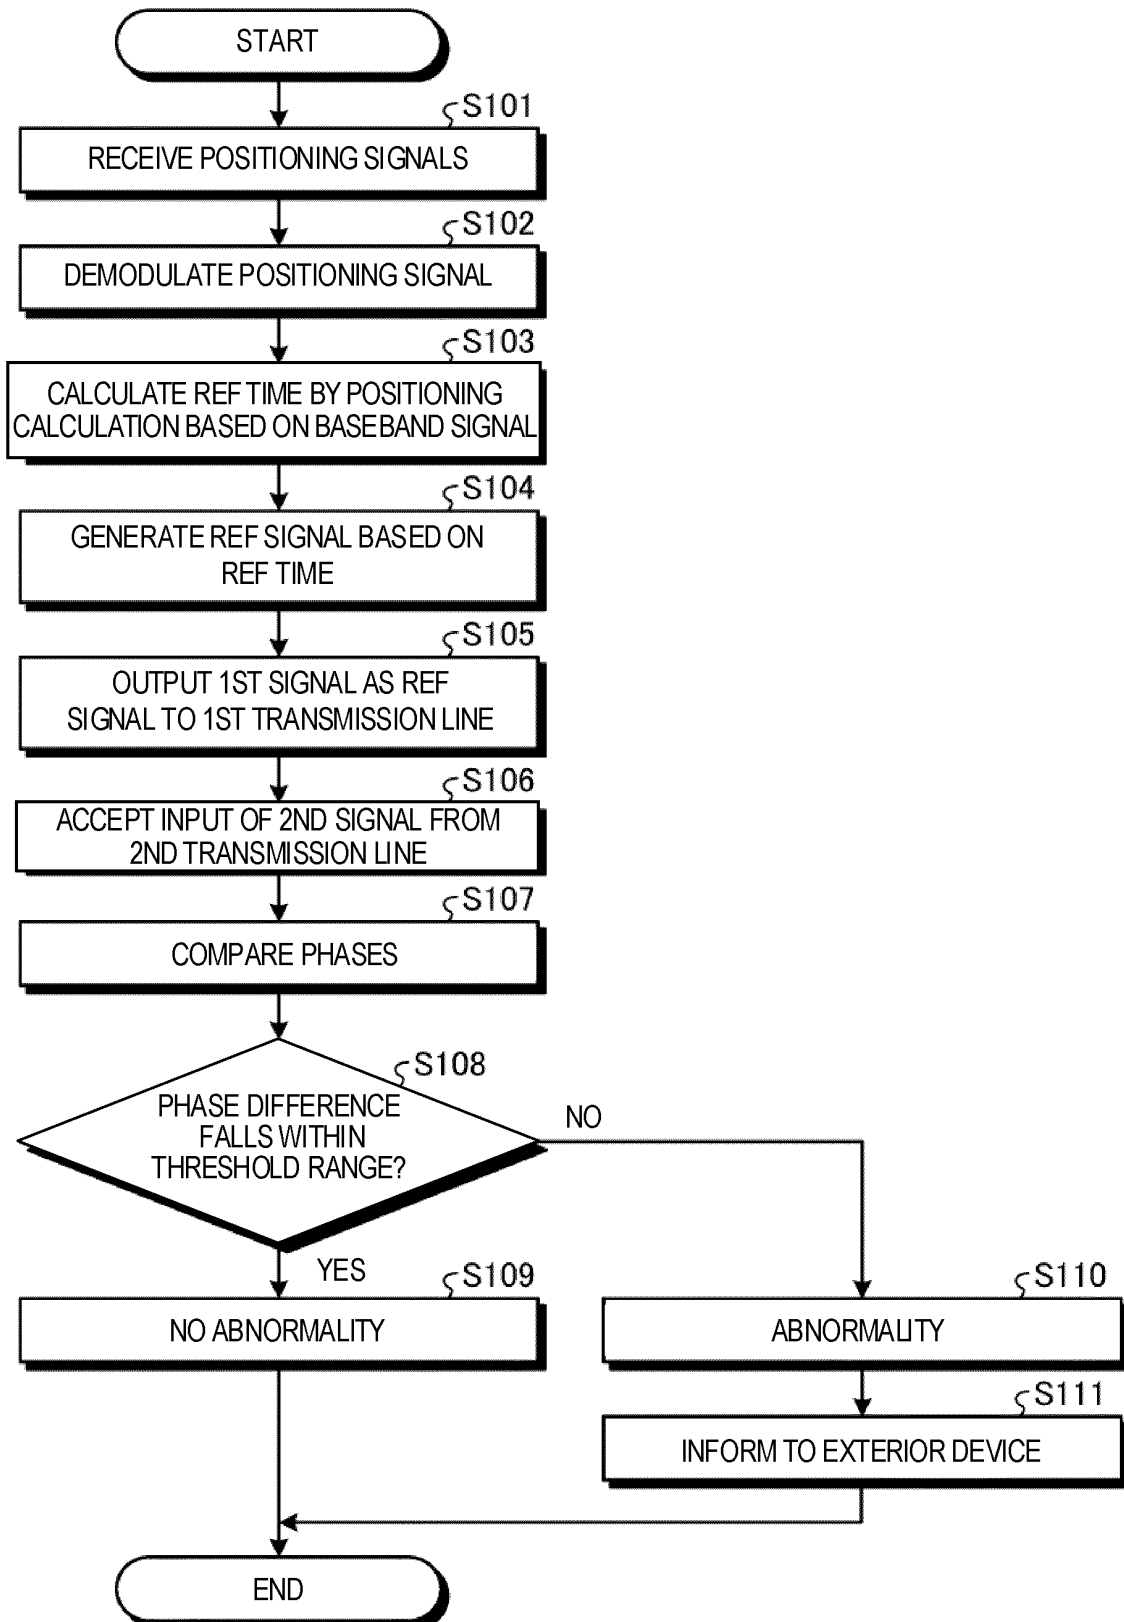 START
S101
RECEIVE POSITIONING SIGNALS
S102
DEMODULATE POSITIONING SIGNAL
S103
CALCULATE REF TIME BY POSITIONING
CALCULATION BASED ON BASEBAND SIGNAL
S104
GENERATE REF SIGNAL BASED ON
REF TIME
S105
OUTPUT 1ST SIGNAL AS REF
SIGNAL TO 1ST TRANSMISSION LINE
S106
ACCEPT INPUT OF 2ND SIGNAL FROM
2ND TRANSMISSION LINE
S107
COMPARE PHASES
S108
PHASE DIFFERENCE
FALLS WITHIN
THRESHOLD RANGE?
NO
YES
S109
NO ABNORMALITY
S110
ABNORMALITY
S111
INFORM TO EXTERIOR DEVICE
END